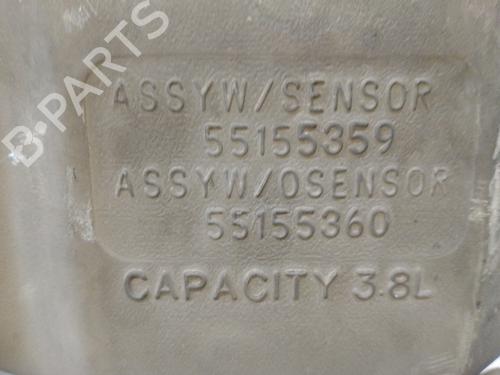 B-PARTS
ASSYW/SENSOR
55155359
ASSYW/OSENSOR
55155360
CAPACITY 3.8L